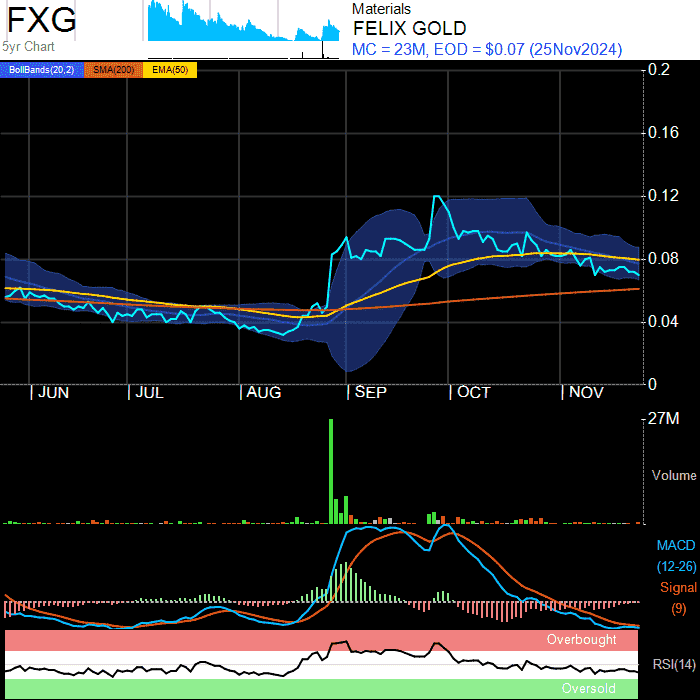 FXG
5yr Chart
Materials
FELIX GOLD
MC = 23M, EOD = $0.07 (25Nov2024)
BollBands(20,2) SMA(200) EMA(50)
0.2
0.16
0.12
0.08
0.04
0
| JUN | JUL | AUG | SEP | OCT | NOV
27M
Volume
MACD
(12-26)
Signal
(9)
Overbought
RSI(14)
Oversold